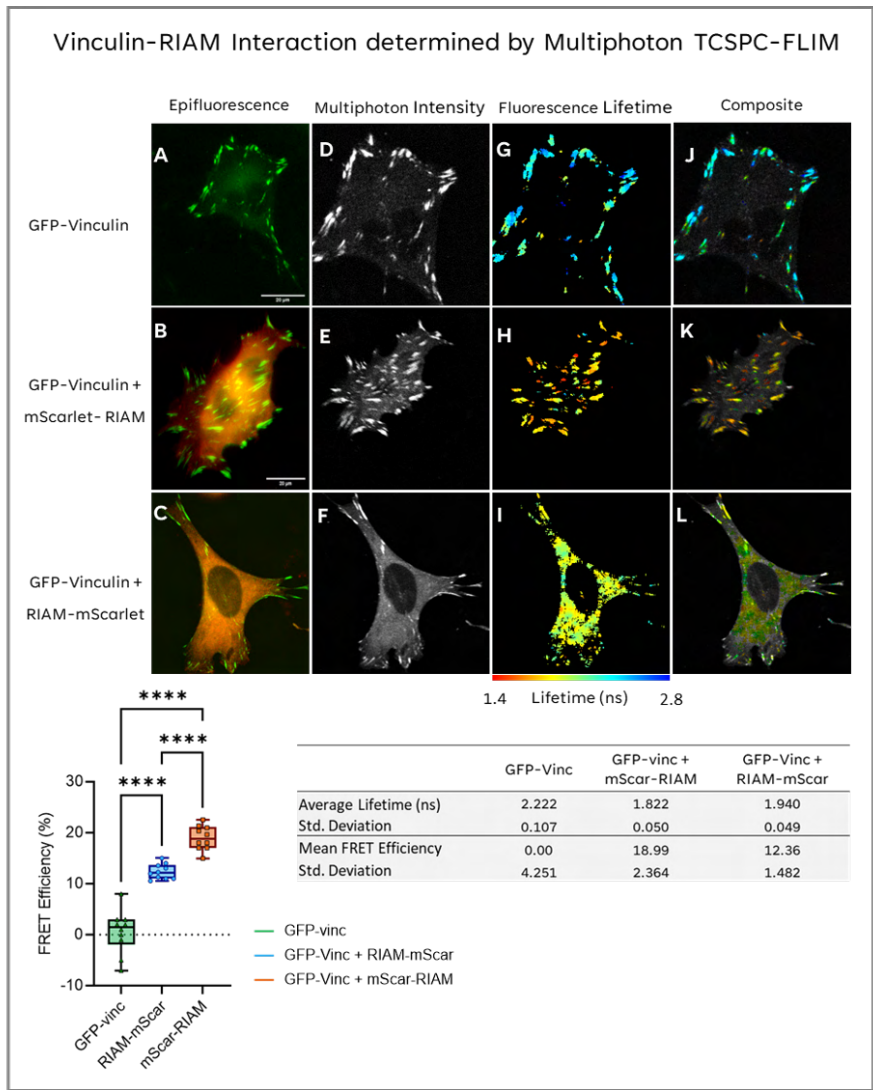 Vinculin-RIAM Interaction determined by Multiphoton TCSPC-FLIM
Epifluorescence
Multiphoton Intensity
Fluorescence Lifetime
Composite
GFP-Vinculin
A
D
G
J
20 µm
GFP-Vinculin +
mScarlet- RIAM
B
E
H
K
20 µm
GFP-Vinculin +
RIAM-mScarlet
C
F
I
L
1.4 Lifetime (ns) 2.8
****
****
****
FRET Efficiency (%)
30
20
10
0
-10
GFP-vinc
RIAM-mScar
mScar-RIAM
GFP-vinc
GFP-Vinc + RIAM-mScar
GFP-Vinc + mScar-RIAM
GFP-Vinc GFP-vinc + mScar-RIAM GFP-Vinc + RIAM-mScar
Average Lifetime (ns) 2.222 1.822 1.940
Std. Deviation 0.107 0.050 0.049
Mean FRET Efficiency 0.00 18.99 12.36
Std. Deviation 4.251 2.364 1.482